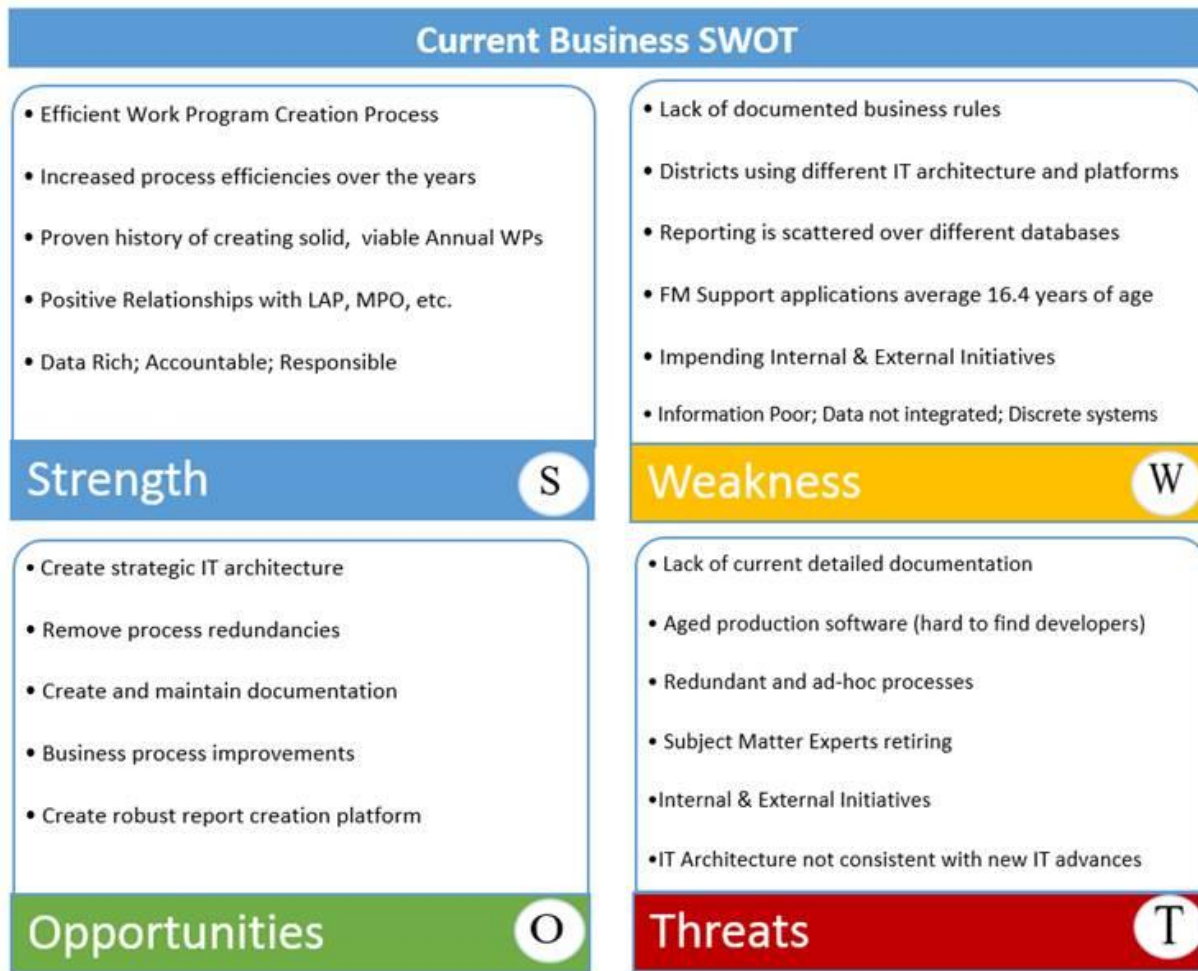 Current Business SWOT
• Efficient Work Program Creation Process
• Increased process efficiencies over the years
• Proven history of creating solid, viable Annual WPs
• Positive Relationships with LAP, MPO, etc.
• Data Rich; Accountable; Responsible
Strength
S
• Lack of documented business rules
• Districts using different IT architecture and platforms
• Reporting is scattered over different databases
• FM Support applications average 16.4 years of age
• Impending Internal & External Initiatives
• Information Poor; Data not integrated; Discrete systems
Weakness
W
• Create strategic IT architecture
• Remove process redundancies
• Create and maintain documentation
• Business process improvements
• Create robust report creation platform
Opportunities
O
• Lack of current detailed documentation
• Aged production software (hard to find developers)
• Redundant and ad-hoc processes
• Subject Matter Experts retiring
•Internal & External Initiatives
•IT Architecture not consistent with new IT advances
Threats
T